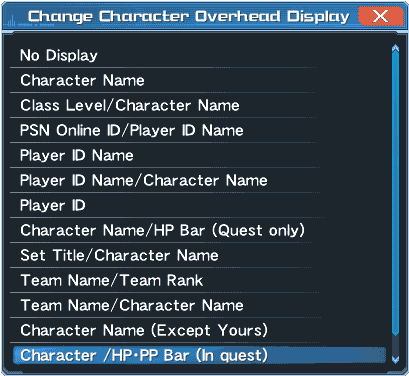 Change Character Overhead Display
No Display
Character Name
Class Level/Character Name
PSN Online ID/Player ID Name
Player ID Name
Player ID Name/Character Name
Player ID
Character Name/HP Bar (Quest only)
Set Title/Character Name
Team Name/Team Rank
Team Name/Character Name
Character Name (Except Yours)
Character /HP･PP Bar (In quest)